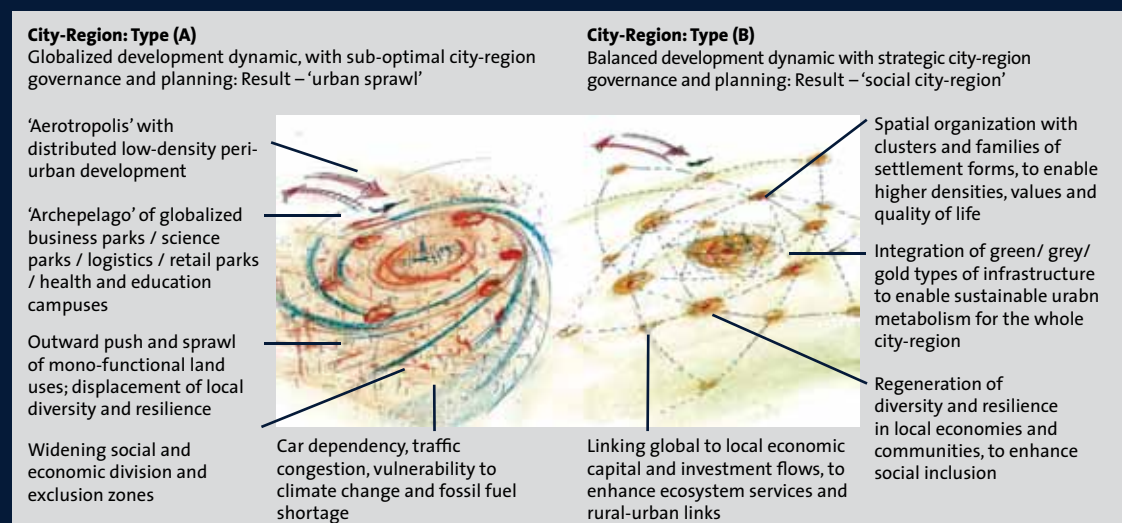 City-Region: Type (A)
Globalized development dynamic, with sub-optimal city-region
governance and planning: Result – ‘urban sprawl’
‘Aerotropolis’ with
distributed low-density peri-
urban development
‘Archepelago’ of globalized
business parks / science
parks / logistics / retail parks
/ health and education
campuses
Outward push and sprawl
of mono-functional land
uses; displacement of local
diversity and resilience
Widening social and
economic division and
exclusion zones
Car dependency, traffic
congestion, vulnerability to
climate change and fossil fuel
shortage
City-Region: Type (B)
Balanced development dynamic with strategic city-region
governance and planning: Result – ‘social city-region’
Spatial organization with
clusters and families of
settlement forms, to enable
higher densities, values and
quality of life
Integration of green/ grey/
gold types of infrastructure
to enable sustainable urabn
metabolism for the whole
city-region
Regeneration of
diversity and resilience
in local economies and
communities, to enhance
social inclusion
Linking global to local economic
capital and investment flows, to
enhance ecosystem services and
rural-urban links